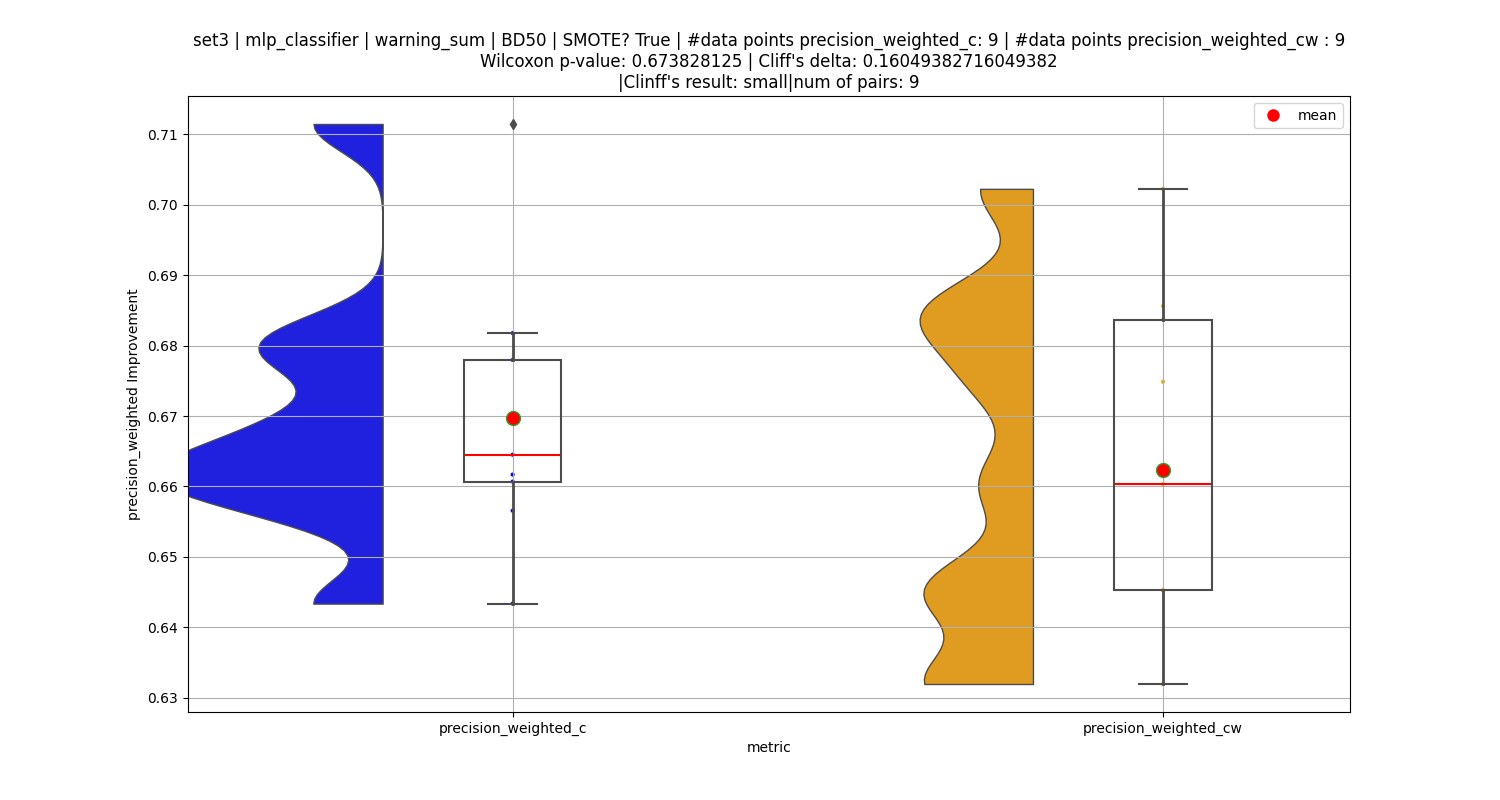 set3 | mlp_classifier | warning_sum | BD50 | SMOTE? True | #data points precision_weighted_c: 9 | #data points precision_weighted_cw : 9
Wilcoxon p-value: 0.673828125 | Cliff's delta: 0.16049382716049382
|Clinff's result: small|num of pairs: 9
mean
0.71
0.70
0.69
0.68
0.67
0.66
0.65
0.64
0.63
precision_weighted Improvement
precision_weighted_c
precision_weighted_cw
metric